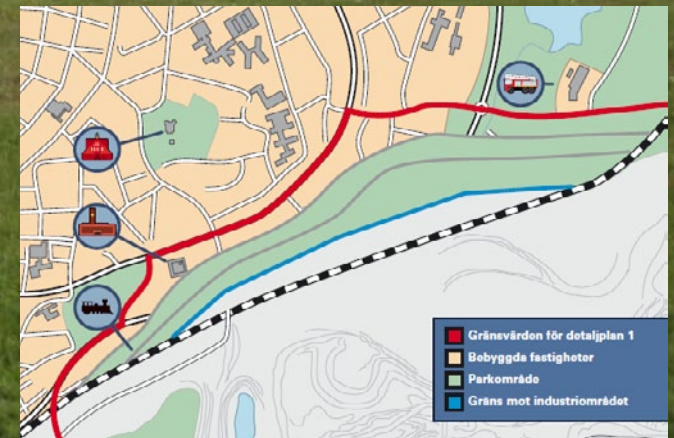 Gränsvärden för detaljplan 1
Bebyggda fastigheter
Parkområde
Gräns mot industriområdet